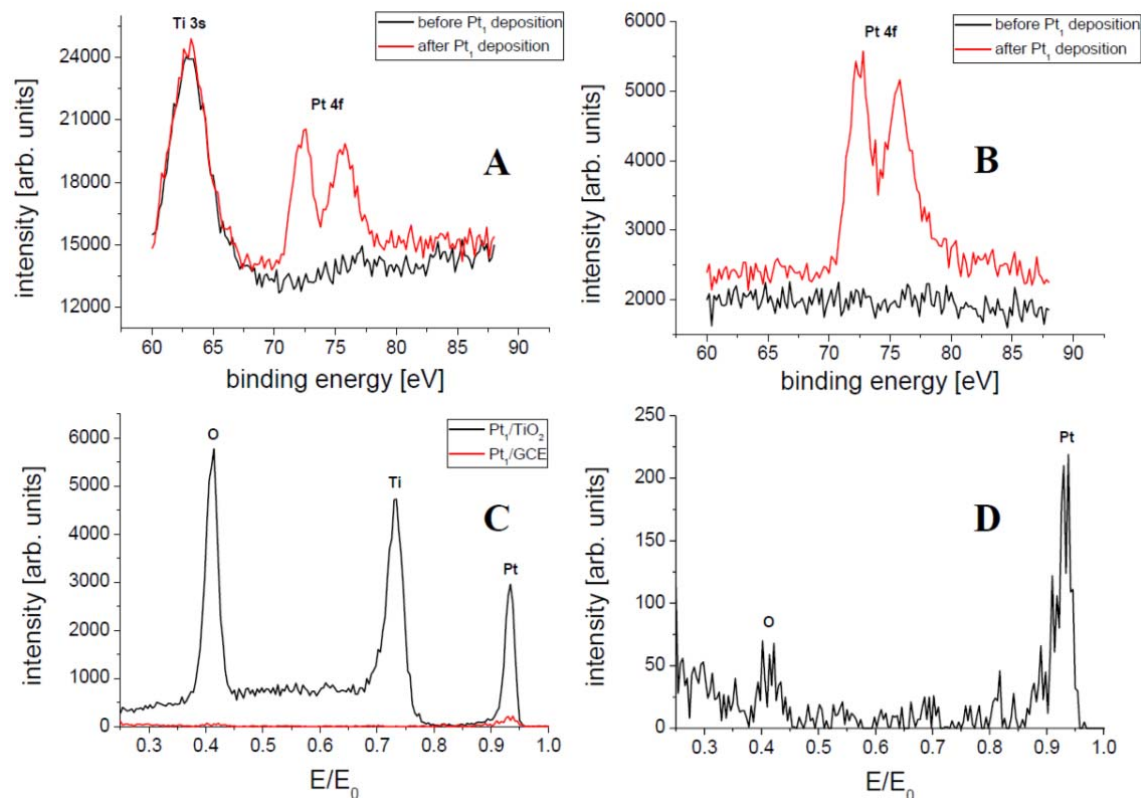 Ti 3s
before Pt₁ deposition
after Pt₁ deposition
Pt 4f
A
intensity [arb. units]
24000
21000
18000
15000
12000
60 65 70 75 80 85 90
binding energy [eV]
before Pt₁ deposition
after Pt₁ deposition
Pt 4f
B
intensity [arb. units]
6000
5000
4000
3000
2000
60 65 70 75 80 85 90
binding energy [eV]
Pt₁/TiO₂
Pt₁/GCE
O
Ti
Pt
C
intensity [arb. units]
6000
5000
4000
3000
2000
1000
0
0.3 0.4 0.5 0.6 0.7 0.8 0.9 1.0
E/E₀
Pt
D
O
intensity [arb. units]
250
200
150
100
50
0
0.3 0.4 0.5 0.6 0.7 0.8 0.9 1.0
E/E₀